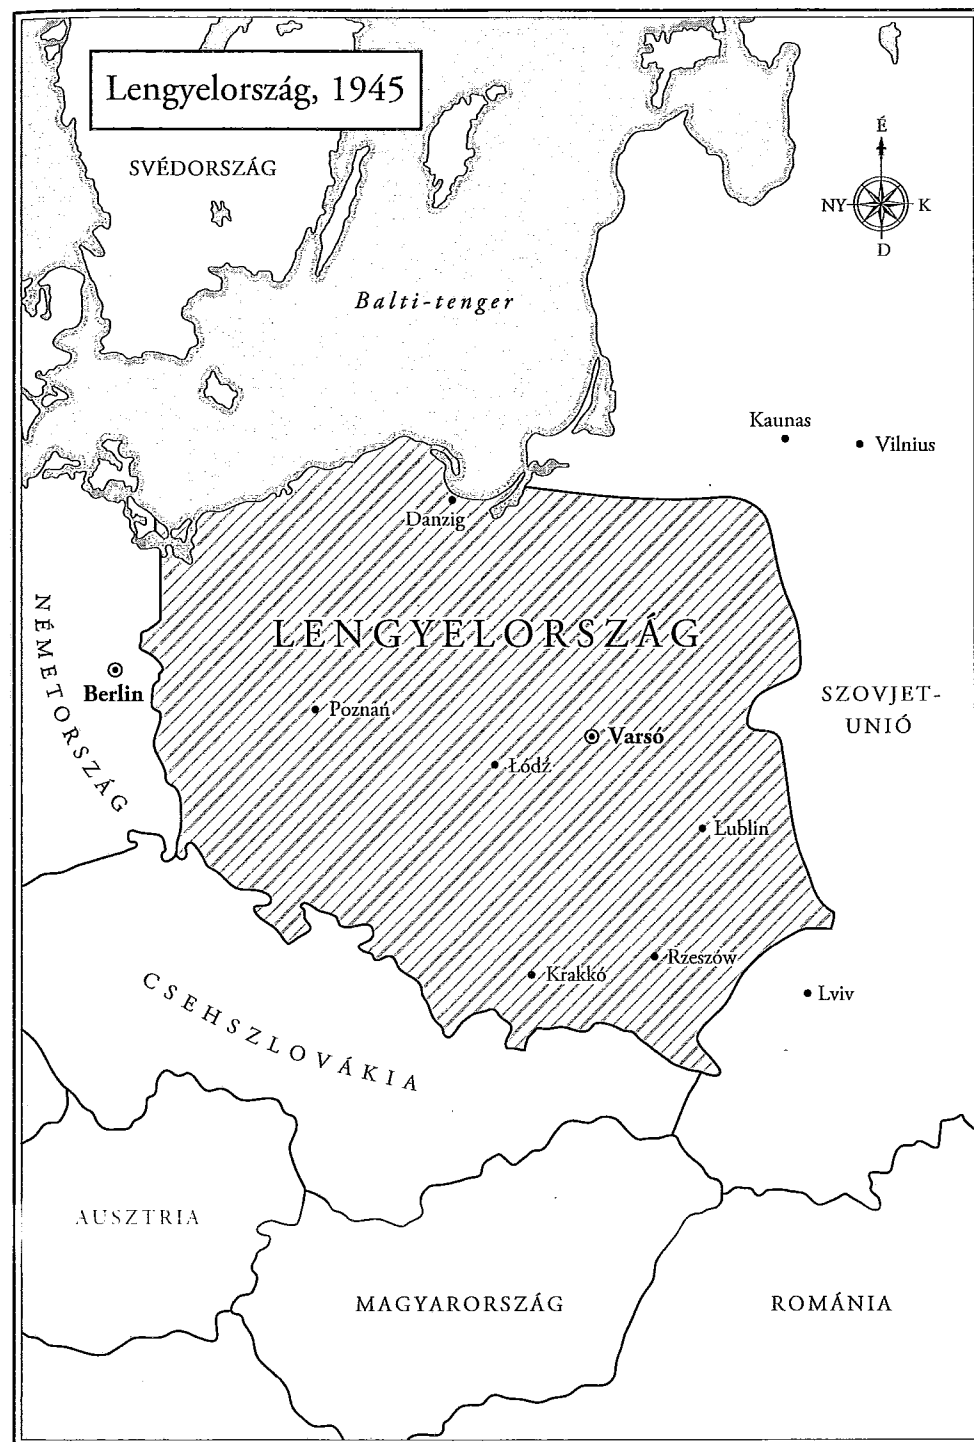 Lengyelország, 1945
SVÉDORSZÁG
É
NY
K
D
Balti-tenger
Kaunas
Vilnius
Danzig
NÉMETORSZÁG
LENGYELORSZÁG
Berlin
Poznań
SZOVJET-
UNIÓ
Varsó
Łódź
Lublin
Krakkó
Rzeszów
Lviv
CSEHSZLOVÁKIA
AUSZTRIA
MAGYARORSZÁG
ROMÁNIA